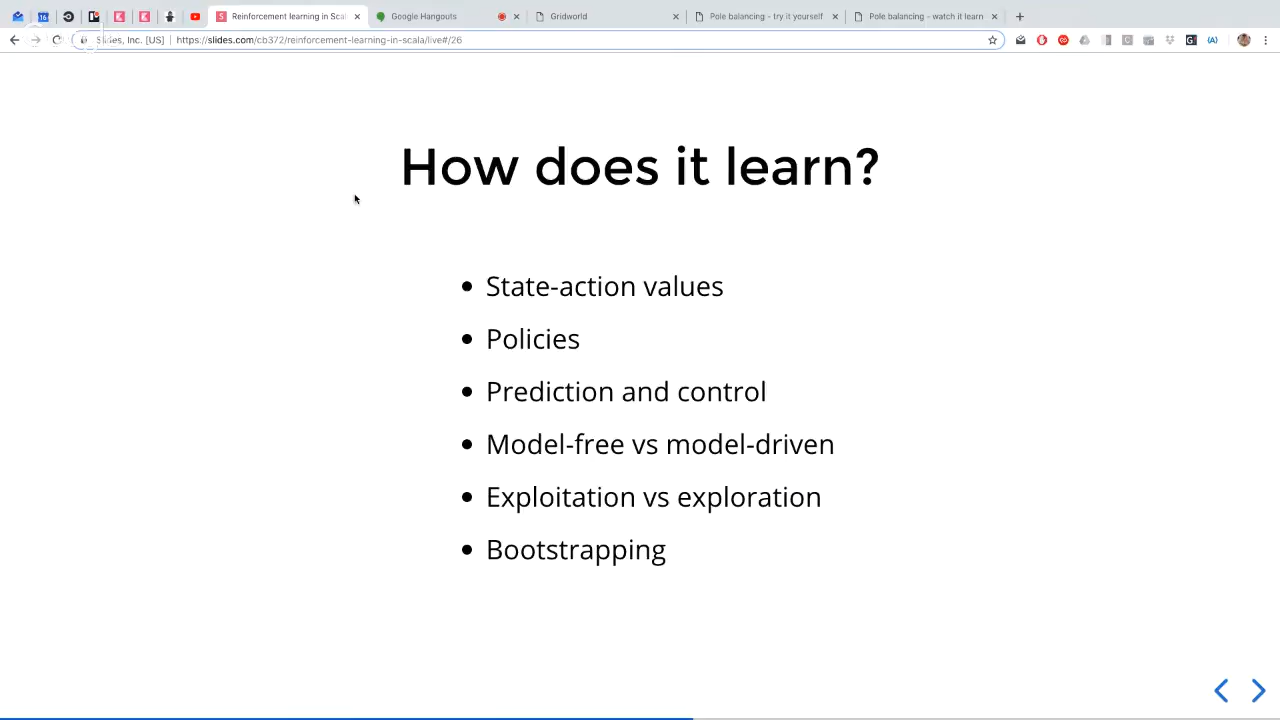 Reinforcement learning in Scal
Google Hangouts
Gridworld
Pole balancing - try it yourself
Pole balancing - watch it learn
Slides, Inc. [US]
https://slides.com/cb372/reinforcement-learning-in-scala/live#/26
How does it learn?
• State-action values
• Policies
• Prediction and control
• Model-free vs model-driven
• Exploitation vs exploration
• Bootstrapping